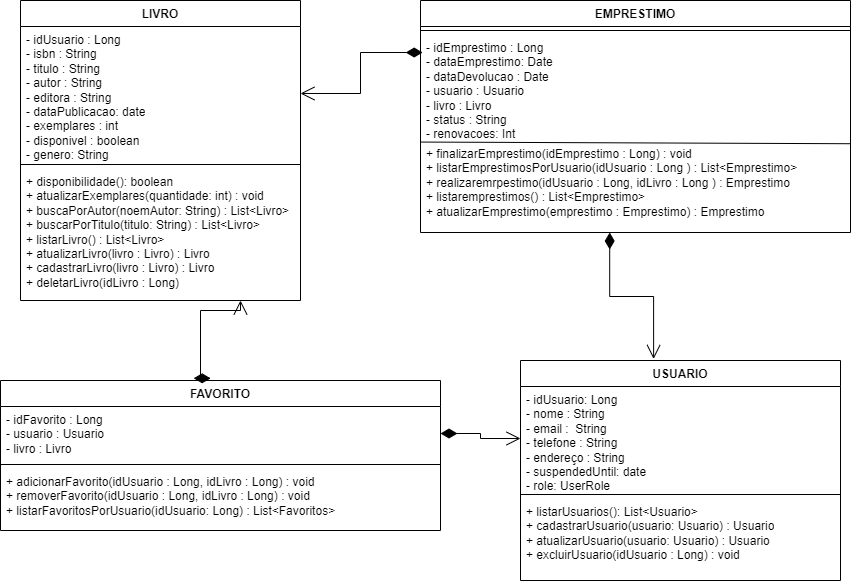 LIVRO
- idUsuario : Long
- isbn : String
- titulo : String
- autor : String
- editora : String
- dataPublicacao: date
- exemplares : int
- disponivel : boolean
- genero: String
+ disponibilidade(): boolean
+ atualizarExemplares(quantidade: int) : void
+ buscaPorAutor(noemAutor: String) : List<Livro>
+ buscarPorTitulo(titulo: String) : List<Livro>
+ listarLivro() : List<Livro>
+ atualizarLivro(livro : Livro) : Livro
+ cadastrarLivro(livro : Livro) : Livro
+ deletarLivro(idLivro : Long)
EMPRESTIMO
- idEmprestimo : Long
- dataEmprestimo: Date
- dataDevolucao : Date
- usuario : Usuario
- livro : Livro
- status : String
- renovacoes: Int
+ finalizarEmprestimo(idEmprestimo : Long) : void
+ listarEmprestimosPorUsuario(idUsuario : Long ) : List<Emprestimo>
+ realizaremrpestimo(idUsuario : Long, idLivro : Long ) : Emprestimo
+ listaremprestimos() : List<Emprestimo>
+ atualizarEmprestimo(emprestimo : Emprestimo) : Emprestimo
FAVORITO
- idFavorito : Long
- usuario : Usuario
- livro : Livro
+ adicionarFavorito(idUsuario : Long, idLivro : Long) : void
+ removerFavorito(idUsuario : Long, idLivro : Long) : void
+ listarFavoritosPorUsuario(idUsuario: Long) : List<Favoritos>
USUARIO
- idUsuario: Long
- nome : String
- email :  String
- telefone : String
- endereço : String
- suspendedUntil: date
- role: UserRole
+ listarUsuarios(): List<Usuario>
+ cadastrarUsuario(usuario: Usuario) : Usuario
+ atualizarUsuario(usuario: Usuario) : Usuario
+ excluirUsuario(idUsuario : Long) : void